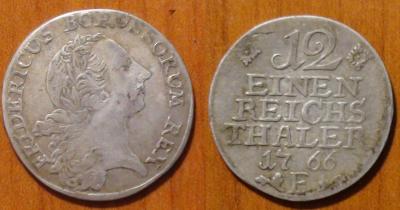 FRIDERICUS BORUSSORUM REX
12
EINEN
REICHS
THALER
1766
F